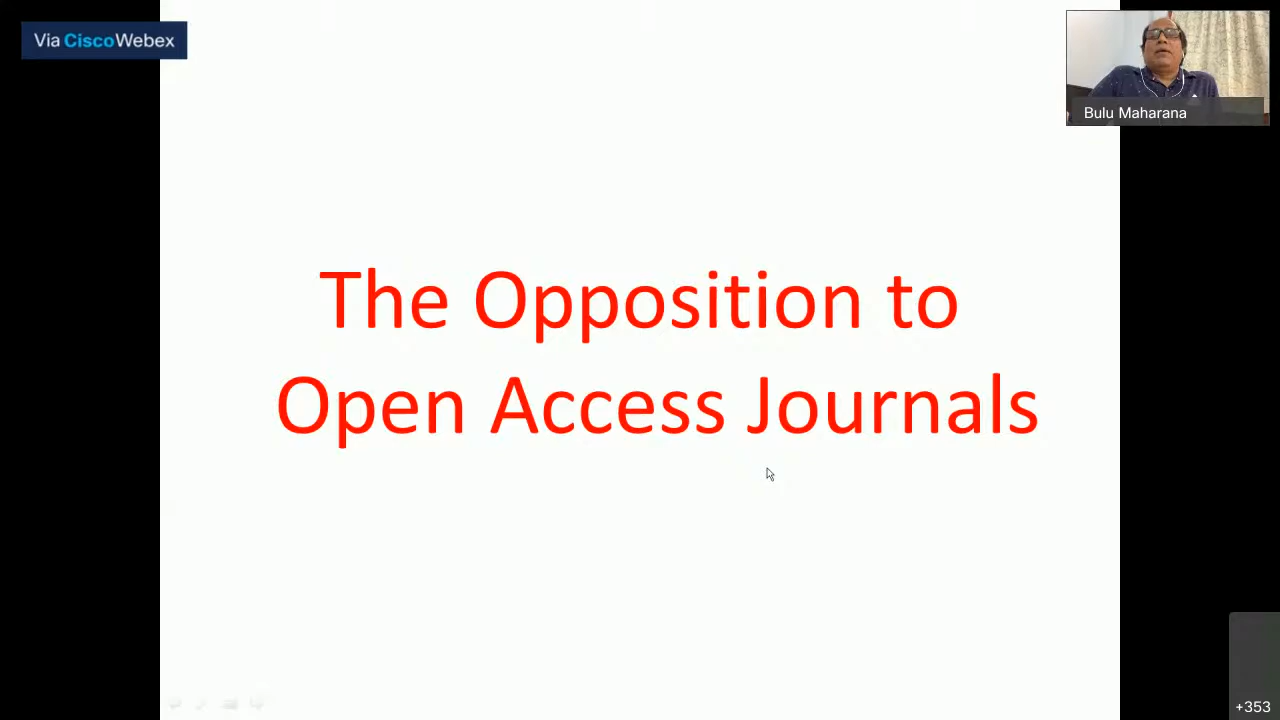 Via CiscoWebex
Bulu Maharana
The Opposition to
Open Access Journals
+353